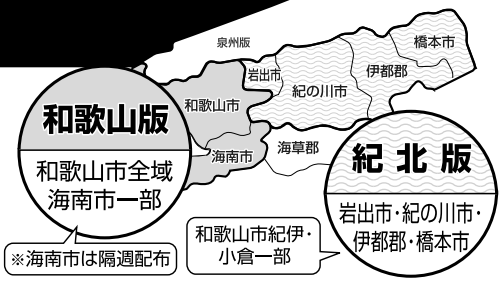 泉州版
橋本市
伊都郡
岩出市
紀の川市
和歌山市
海南市
海草郡
和歌山版
和歌山市全域
海南市一部
※海南市は隔週配布
紀北版
岩出市・紀の川市・
伊都郡・橋本市
和歌山市紀伊・
小倉一部